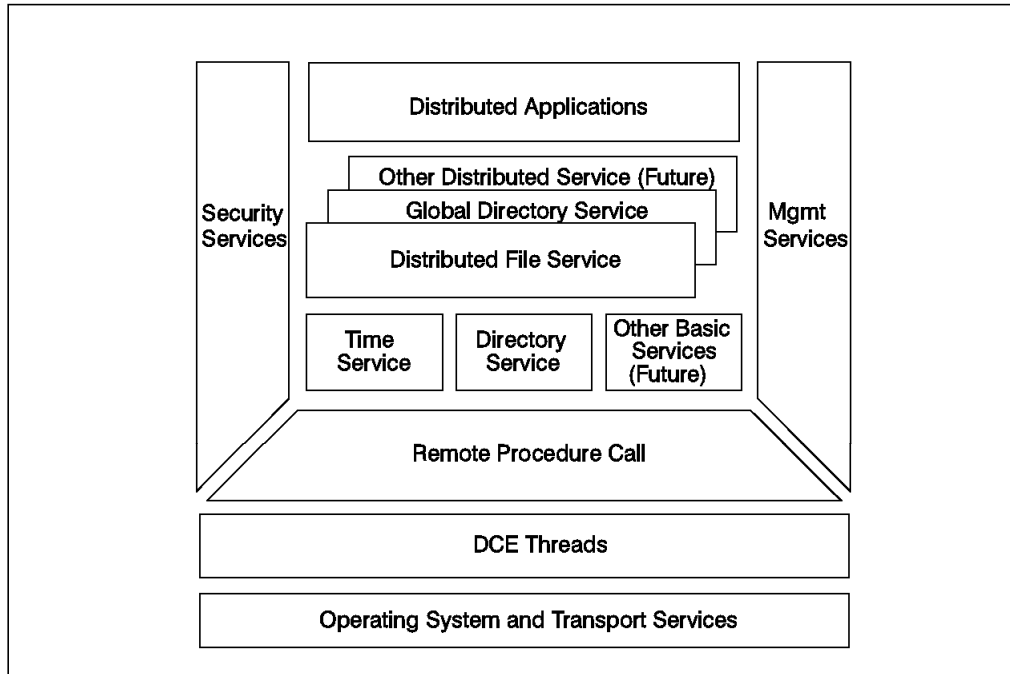 Distributed Applications
Other Distributed Service (Future)
Global Directory Service
Distributed File Service
Security
Services
Mgmt
Services
Time
Service
Directory
Service
Other Basic
Services
(Future)
Remote Procedure Call
DCE Threads
Operating System and Transport Services